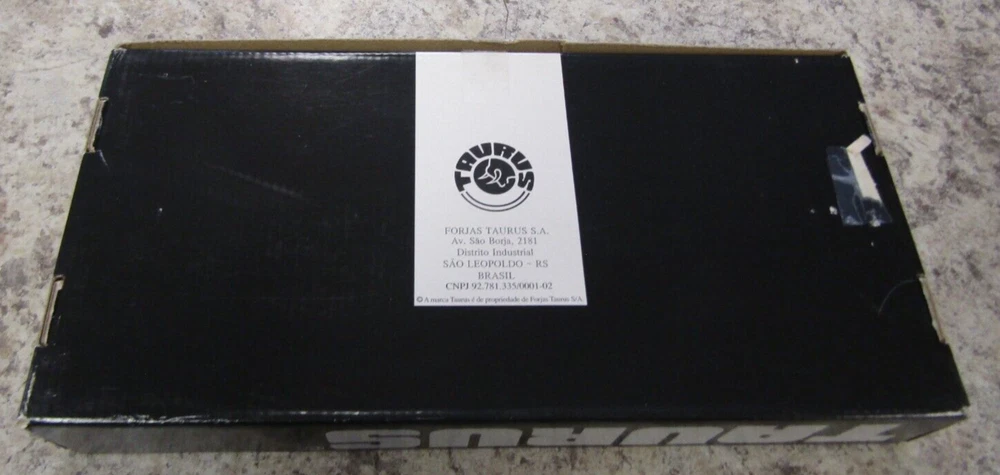 TAURUS
FORJAS TAURUS S.A.
Av. São Borja, 2181
Distrito Industrial
SÃO LEOPOLDO - RS
BRASIL
CNPJ 92.781.335/0001-02
© A marca Taurus é de propriedade de Forjas Taurus S/A
TAURUS